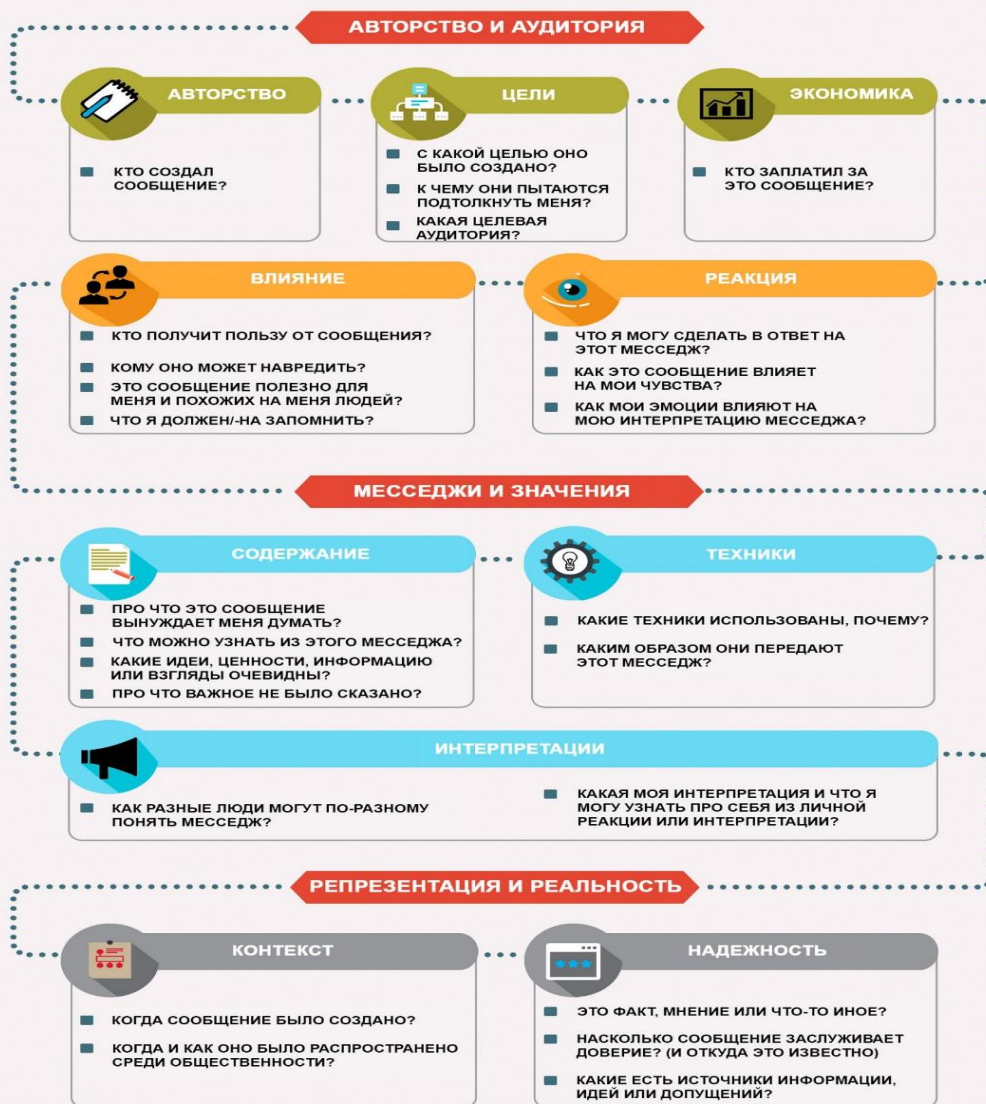 АВТОРСТВО И АУДИТОРИЯ
АВТОРСТВО
КТО СОЗДАЛ
СООБЩЕНИЕ?
ЦЕЛИ
С КАКОЙ ЦЕЛЬЮ ОНО
БЫЛО СОЗДАНО?
К ЧЕМУ ОНИ ПЫТАЮТСЯ
ПОДТОЛКНУТЬ МЕНЯ?
КАКАЯ ЦЕЛЕВАЯ
АУДИТОРИЯ?
ЭКОНОМИКА
КТО ЗАПЛАТИЛ ЗА
ЭТО СООБЩЕНИЕ?
ВЛИЯНИЕ
КТО ПОЛУЧИТ ПОЛЬЗУ ОТ СООБЩЕНИЯ?
КОМУ ОНО МОЖЕТ НАВРЕДИТЬ?
ЭТО СООБЩЕНИЕ ПОЛЕЗНО ДЛЯ
МЕНЯ И ПОХОЖИХ НА МЕНЯ ЛЮДЕЙ?
ЧТО Я ДОЛЖЕН/-НА ЗАПОМНИТЬ?
РЕАКЦИЯ
ЧТО Я МОГУ СДЕЛАТЬ В ОТВЕТ НА
ЭТОТ МЕССЕДЖ?
КАК ЭТО СООБЩЕНИЕ ВЛИЯЕТ
НА МОИ ЧУВСТВА?
КАК МОИ ЭМОЦИИ ВЛИЯЮТ НА
МОЮ ИНТЕРПРЕТАЦИЮ МЕССЕДЖА?
МЕССЕДЖИ И ЗНАЧЕНИЯ
СОДЕРЖАНИЕ
ПРО ЧТО ЭТО СООБЩЕНИЕ
ВЫНУЖДАЕТ МЕНЯ ДУМАТЬ?
ЧТО МОЖНО УЗНАТЬ ИЗ ЭТОГО МЕССЕДЖА?
КАКИЕ ИДЕИ, ЦЕННОСТИ, ИНФОРМАЦИЮ
ИЛИ ВЗГЛЯДЫ ОЧЕВИДНЫ?
ПРО ЧТО ВАЖНОЕ НЕ БЫЛО СКАЗАНО?
ТЕХНИКИ
КАКИЕ ТЕХНИКИ ИСПОЛЬЗОВАНЫ, ПОЧЕМУ?
КАКИМ ОБРАЗОМ ОНИ ПЕРЕДАЮТ
ЭТОТ МЕССЕДЖ?
ИНТЕРПРЕТАЦИИ
КАК РАЗНЫЕ ЛЮДИ МОГУТ ПО-РАЗНОМУ
ПОНЯТЬ МЕССЕДЖ?
КАКАЯ МОЯ ИНТЕРПРЕТАЦИЯ И ЧТО Я
МОГУ УЗНАТЬ ПРО СЕБЯ ИЗ ЛИЧНОЙ
РЕАКЦИИ ИЛИ ИНТЕРПРЕТАЦИИ?
РЕПРЕЗЕНТАЦИЯ И РЕАЛЬНОСТЬ
КОНТЕКСТ
КОГДА СООБЩЕНИЕ БЫЛО СОЗДАНО?
КОГДА И КАК ОНО БЫЛО РАСПРОСТРАНЕНО
СРЕДИ ОБЩЕСТВЕННОСТИ?
НАДЕЖНОСТЬ
ЭТО ФАКТ, МНЕНИЕ ИЛИ ЧТО-ТО ИНОЕ?
НАСКОЛЬКО СООБЩЕНИЕ ЗАСЛУЖИВАЕТ
ДОВЕРИЕ? (И ОТКУДА ЭТО ИЗВЕСТНО)
КАКИЕ ЕСТЬ ИСТОЧНИКИ ИНФОРМАЦИИ,
ИДЕЙ ИЛИ ДОПУЩЕНИЙ?